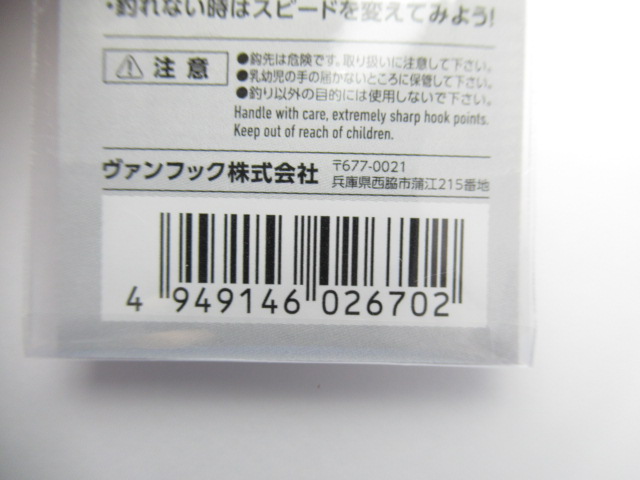 ・釣れない時はスピードを変えてみよう!
注意
●鈎先は危険です。取り扱いに注意して下さい。
●乳幼児の手の届かないところに保管して下さい。
●釣り以外の目的には使用しないで下さい。
Handle with care, extremely sharp hook points.
Keep out of reach of children.
ヴァンフック株式会社
〒677-0021
兵庫県西脇市蒲江215番地
4 949146 026702